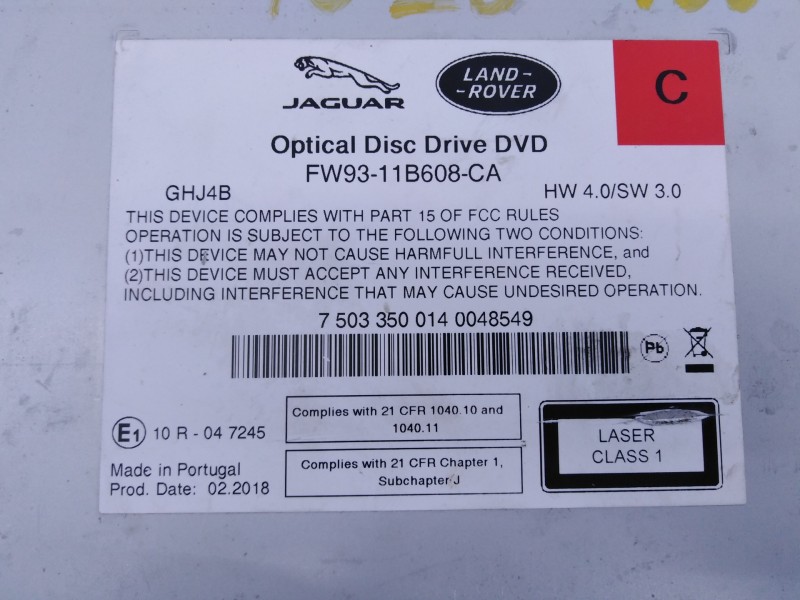 JAGUAR
LAND-
-ROVER
C
Optical Disc Drive DVD
FW93-11B608-CA
GHJ4B
HW 4.0/SW 3.0
THIS DEVICE COMPLIES WITH PART 15 OF FCC RULES
OPERATION IS SUBJECT TO THE FOLLOWING TWO CONDITIONS:
(1)THIS DEVICE MAY NOT CAUSE HARMFULL INTERFERENCE, and
(2)THIS DEVICE MUST ACCEPT ANY INTERFERENCE RECEIVED,
INCLUDING INTERFERENCE THAT MAY CAUSE UNDESIRED OPERATION.
7 503 350 014 0048549
Pb
E1 10 R - 04 7245
Complies with 21 CFR 1040.10 and
1040.11
LASER
CLASS 1
Made in Portugal
Prod. Date: 02.2018
Complies with 21 CFR Chapter 1,
Subchapter J